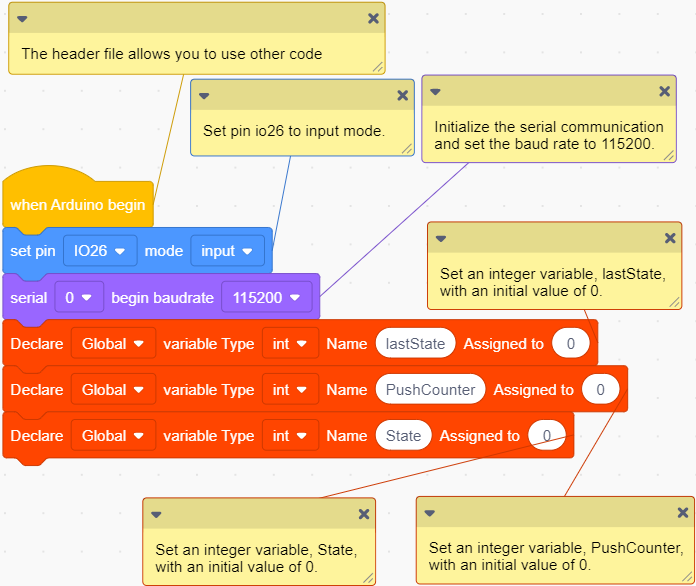 The header file allows you to use other code
Set pin io26 to input mode.
Initialize the serial communication
and set the baud rate to 115200.
when Arduino begin
set pin IO26 mode input
serial 0 begin baudrate 115200
Set an integer variable, lastState,
with an initial value of 0.
Declare Global variable Type int Name lastState Assigned to 0
Declare Global variable Type int Name PushCounter Assigned to 0
Declare Global variable Type int Name State Assigned to 0
Set an integer variable, State,
with an initial value of 0.
Set an integer variable, PushCounter,
with an initial value of 0.